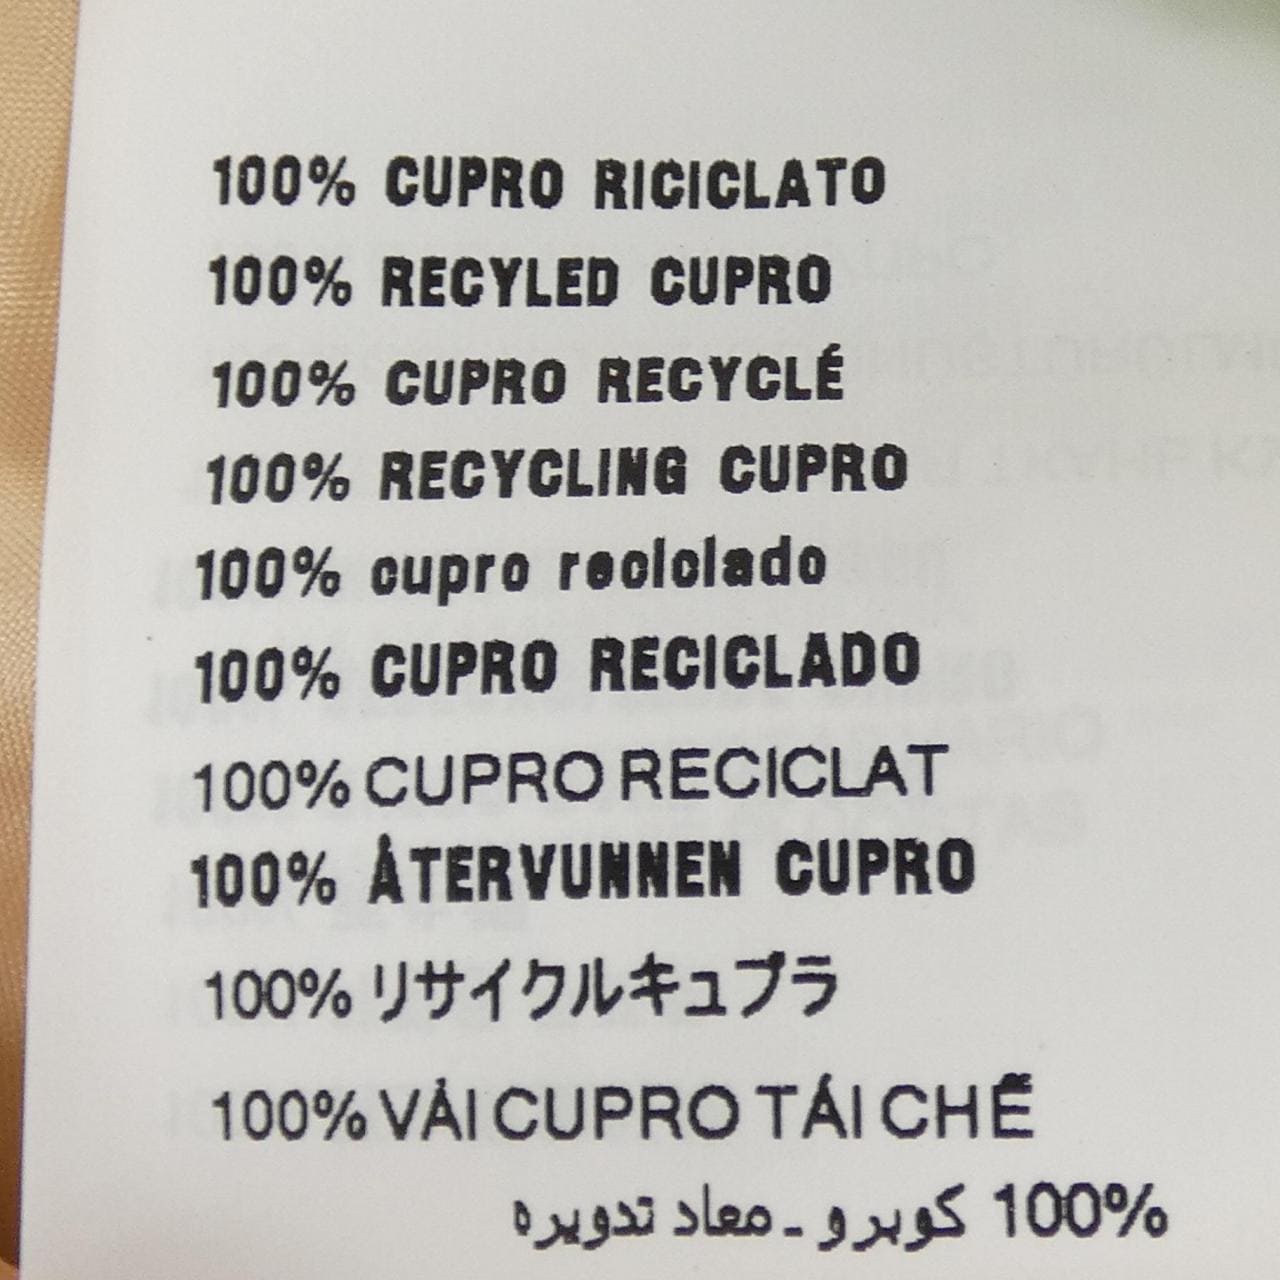 100% CUPRO RICICLATO
100% RECYLED CUPRO
100% CUPRO RECYCLÉ
100% RECYCLING CUPRO
100% cupro reciclado
100% CUPRO RECICLADO
100% CUPRO RECICLAT
100% ÅTERVUNNEN CUPRO
100% リサイクルキュプラ
100% VẢI CUPRO TÁI CHẾ
100% كوبرو - معاد تدويره